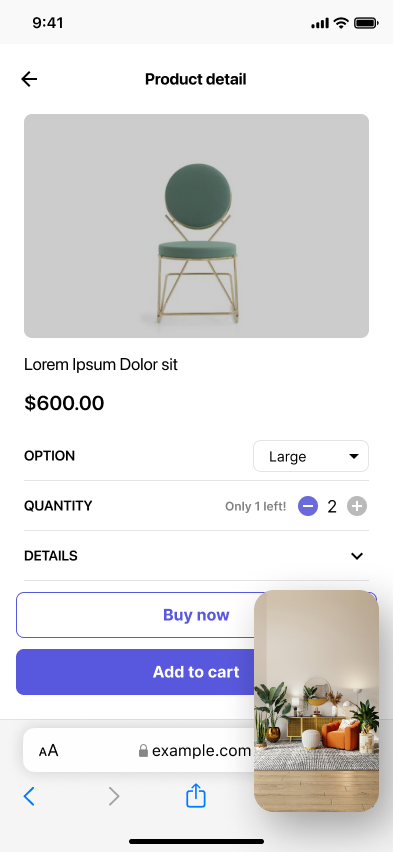 9:41
Product detail
Lorem Ipsum Dolor sit
$600.00
OPTION
Large
QUANTITY
Only 1 left!
2
DETAILS
Buy now
Add to cart
AA
example.com